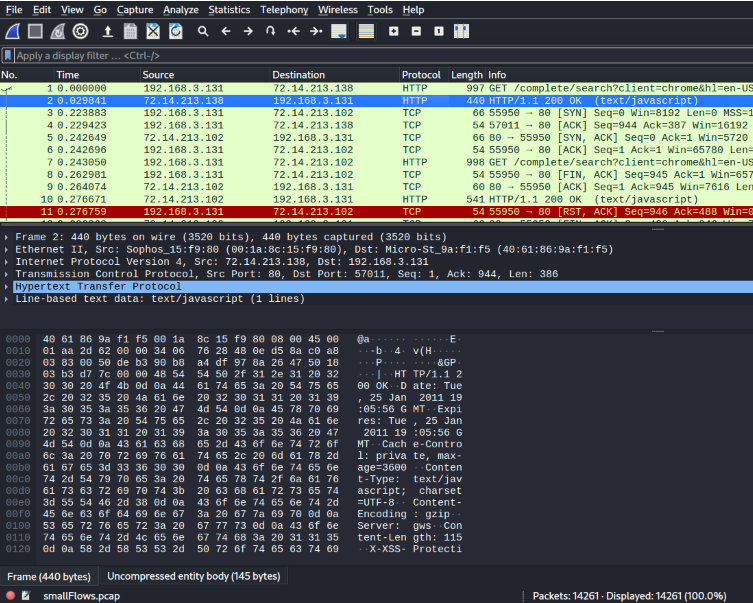 File Edit View Go Capture Analyze Statistics Telephony Wireless Tools Help
Apply a display filter … <Ctrl-/>
No. Time Source Destination Protocol Length Info
1 0.000000 192.168.3.131 72.14.213.138 HTTP 997 GET /complete/search?client=chrome&hl=en-US
2 0.029841 72.14.213.138 192.168.3.131 HTTP 440 HTTP/1.1 200 OK (text/javascript)
3 0.223883 192.168.3.131 72.14.213.102 TCP 66 55950 → 80 [SYN] Seq=0 Win=8192 Len=0 MSS=1
4 0.229423 192.168.3.131 72.14.213.138 TCP 54 57011 → 80 [ACK] Seq=944 Ack=387 Win=16192
5 0.242649 72.14.213.102 192.168.3.131 TCP 66 80 → 55950 [SYN, ACK] Seq=0 Ack=1 Win=5720
6 0.242696 192.168.3.131 72.14.213.102 TCP 54 55950 → 80 [ACK] Seq=1 Ack=1 Win=65780 Len=
7 0.243050 192.168.3.131 72.14.213.102 HTTP 998 GET /complete/search?client=chrome&hl=en-US
8 0.262981 192.168.3.131 72.14.213.102 TCP 54 55950 → 80 [FIN, ACK] Seq=945 Ack=1 Win=657
9 0.264074 72.14.213.102 192.168.3.131 TCP 60 80 → 55950 [ACK] Seq=1 Ack=945 Win=7616 Len=
10 0.276671 72.14.213.102 192.168.3.131 HTTP 541 HTTP/1.1 200 OK (text/javascript)
11 0.276759 192.168.3.131 72.14.213.102 TCP 54 55950 → 80 [RST, ACK] Seq=946 Ack=488 Win=0
Frame 2: 440 bytes on wire (3520 bits), 440 bytes captured (3520 bits)
Ethernet II, Src: Sophos_15:f9:80 (00:1a:8c:15:f9:80), Dst: Micro-St_9a:f1:f5 (40:61:86:9a:f1:f5)
Internet Protocol Version 4, Src: 72.14.213.138, Dst: 192.168.3.131
Transmission Control Protocol, Src Port: 80, Dst Port: 57011, Seq: 1, Ack: 944, Len: 386
Hypertext Transfer Protocol
Line-based text data: text/javascript (1 lines)
0000 40 61 86 9a f1 f5 00 1a 8c 15 f9 80 08 00 45 00 @a······ ······E·
0010 01 aa 2d 62 00 00 34 06 76 28 48 0e d5 8a c0 a8 ··-b··4· v(H·····
0020 03 83 00 50 de b3 90 b8 a4 df 97 8a 26 47 50 18 ···P···· ····&GP·
0030 03 b3 d7 7c 00 00 48 54 54 50 2f 31 2e 31 20 32 ···|··HT TP/1.1 2
0040 30 30 20 4f 4b 0d 0a 44 61 74 65 3a 20 54 75 65 00 OK··D ate: Tue
0050 2c 20 32 35 20 4a 61 6e 20 32 30 31 31 20 31 39 , 25 Jan 2011 19
0060 3a 30 35 3a 35 36 20 47 4d 54 0d 0a 45 78 70 69 :05:56 G MT··Expi
0070 72 65 73 3a 20 54 75 65 2c 20 32 35 20 4a 61 6e res: Tue , 25 Jan
0080 20 32 30 31 31 20 31 39 3a 30 35 3a 35 36 20 47 2011 19 :05:56 G
0090 4d 54 0d 0a 43 61 63 68 65 2d 43 6f 6e 74 72 6f MT··Cach e-Contro
00a0 6c 3a 20 70 72 69 76 61 74 65 2c 20 6d 61 78 2d l: priva te, max-
00b0 61 67 65 3d 33 36 30 30 0d 0a 43 6f 6e 74 65 6e age=3600 ··Conten
00c0 74 2d 54 79 70 65 3a 20 74 65 78 74 2f 6a 61 76 t-Type: text/jav
00d0 61 73 63 72 69 70 74 3b 20 63 68 61 72 73 65 74 ascript; charset
00e0 3d 55 54 46 2d 38 0d 0a 43 6f 6e 74 65 6e 74 2d =UTF-8·· Content-
00f0 45 6e 63 6f 64 69 6e 67 3a 20 67 7a 69 70 0d 0a Encoding : gzip··
0100 53 65 72 76 65 72 3a 20 67 77 73 0d 0a 43 6f 6e Server: gws··Con
0110 74 65 6e 74 2d 4c 65 6e 67 74 68 3a 20 31 31 35 tent-Len gth: 115
0120 0d 0a 58 2d 58 53 53 2d 50 72 6f 74 65 63 74 69 ··X-XSS- Protecti
Frame (440 bytes) Uncompressed entity body (145 bytes)
smallFlows.pcap Packets: 14261 · Displayed: 14261 (100.0%)